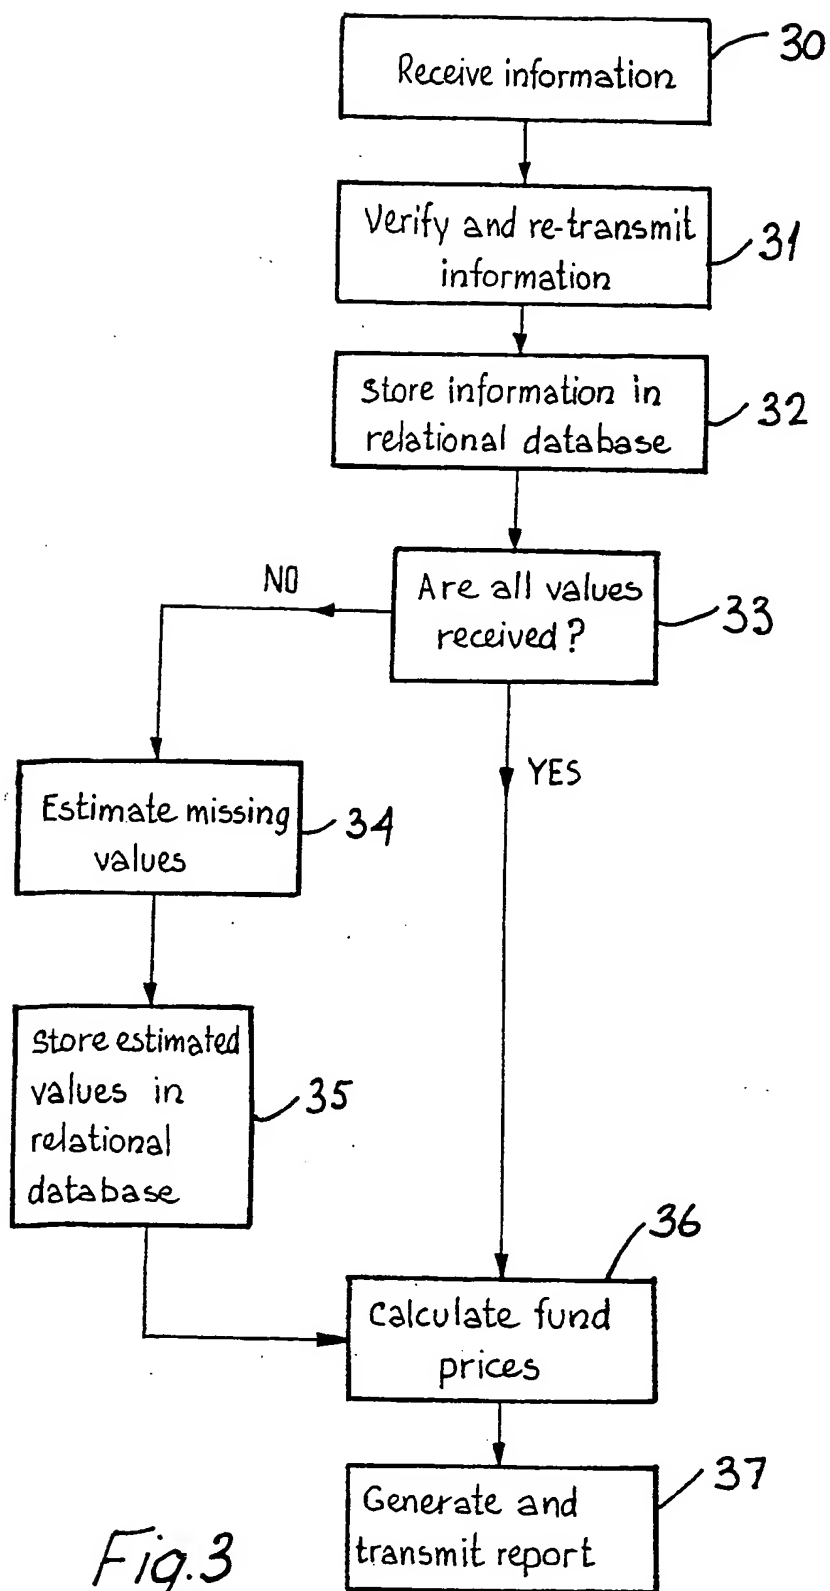 Receive information
30
Verify and re-transmit
information
31
Store information in
relational database
32
Are all values
received?
33
NO
YES
Estimate missing
values
34
Store estimated
values in
relational
database
35
36
Calculate fund
prices
Generate and
transmit report
37
Fig.3